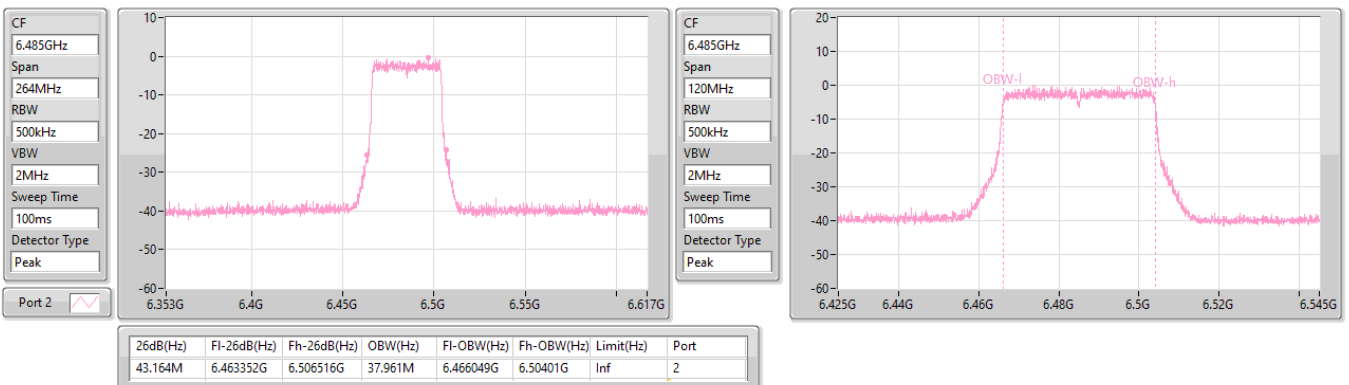 CF
6.485GHz
Span
264MHz
RBW
500kHz
VBW
2MHz
Sweep Time
100ms
Detector Type
Peak
Port 2
10
0
-10
-20
-30
-40
-50
-60
6.353G 6.4G 6.45G 6.5G 6.55G 6.617G
CF
6.485GHz
Span
120MHz
RBW
500kHz
VBW
2MHz
Sweep Time
100ms
Detector Type
Peak
20
10
0
-10
-20
-30
-40
-50
-60
OBW-l OBW-h
6.425G 6.44G 6.46G 6.48G 6.5G 6.52G 6.545G
26dB(Hz) Fl-26dB(Hz) Fh-26dB(Hz) OBW(Hz) Fl-OBW(Hz) Fh-OBW(Hz) Limit(Hz) Port
43.164M 6.463352G 6.506516G 37.961M 6.466049G 6.50401G Inf 2